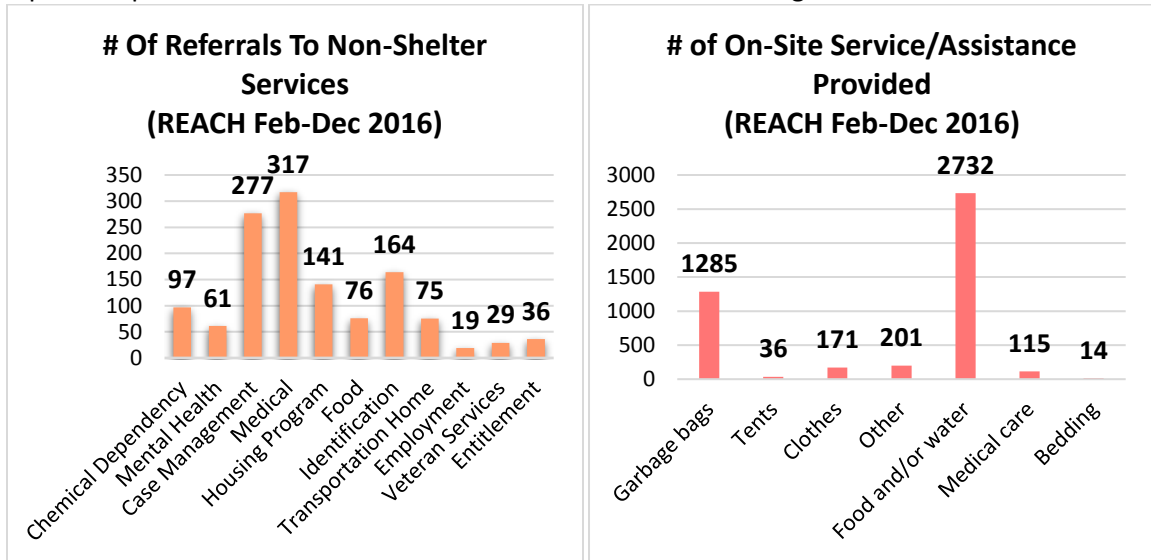 # Of Referrals To Non-Shelter
Services
(REACH Feb-Dec 2016)
350
300
250
200
150
100
50
0
97
61
277
317
141
76
164
75
19
29
36
Chemical Dependency
Mental Health
Case Management
Medical
Housing Program
Food
Identification
Transportation Home
Employment
Veteran Services
Entitlement
# of On-Site Service/Assistance
Provided
(REACH Feb-Dec 2016)
3000
2500
2000
1500
1000
500
0
1285
36
171
201
2732
115
14
Garbage bags
Tents
Clothes
Other
Food and/or water
Medical care
Bedding